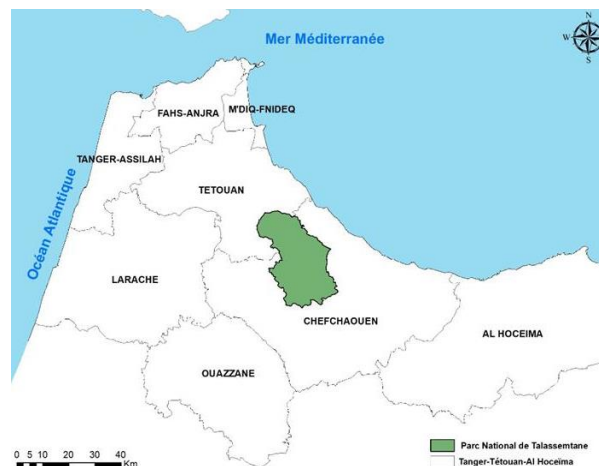 Mer Méditerranée
N
W
E
S
FAHS-ANJRA
M'DIQ-FNIDEQ
TANGER-ASSILAH
TETOUAN
Océan Atlantique
LARACHE
CHEFCHAOUEN
AL HOCEIMA
OUAZZANE
Parc National de Talassemtane
Tanger-Tétouan-Al Hoceïma
0 5 10 20 30 40
Km